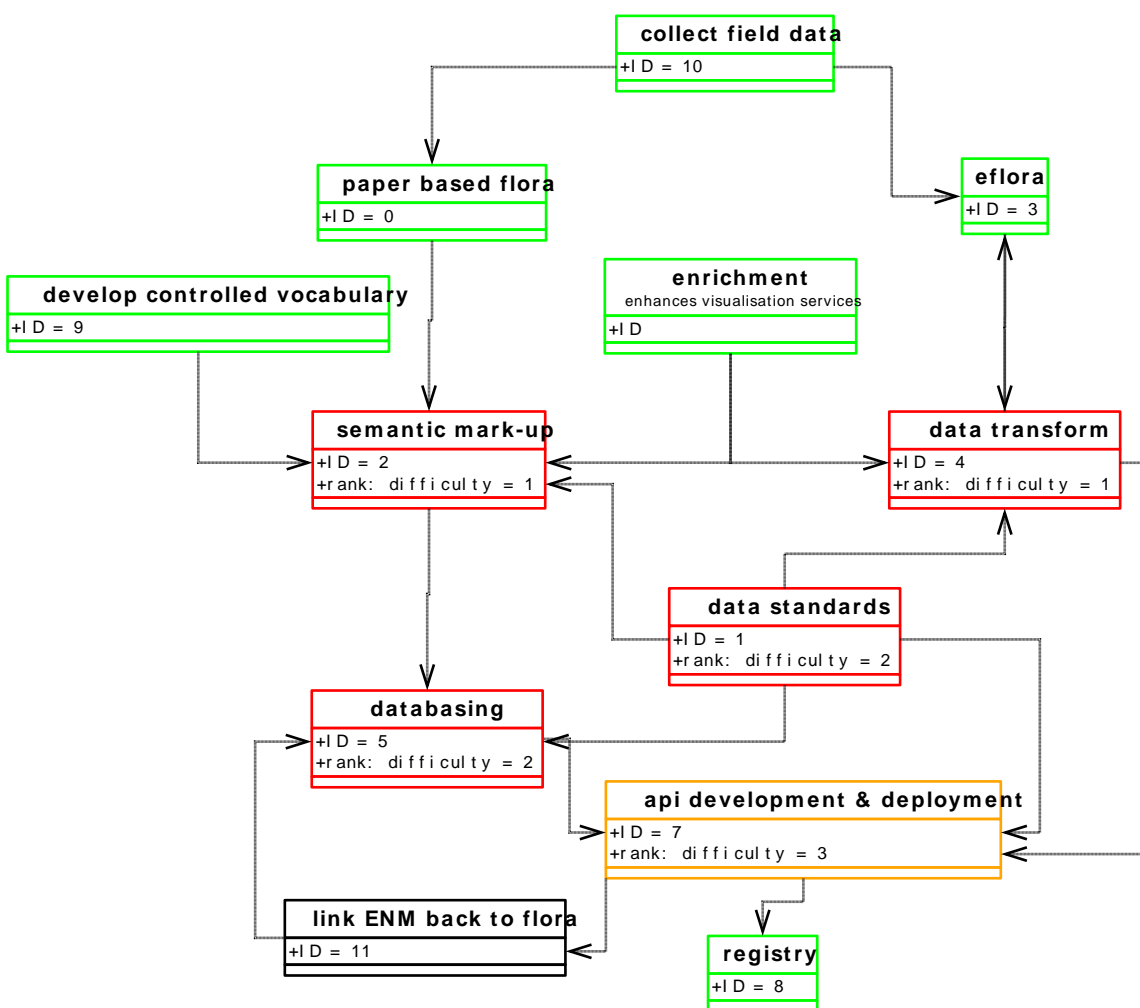 collect field data
+ID = 10
paper based flora
+ID = 0
eflora
+ID = 3
develop controlled vocabulary
+ID = 9
enrichment
enhances visualisation services
+ID
semantic mark-up
+ID = 2
+rank: difficulty = 1
data transform
+ID = 4
+rank: difficulty = 1
data standards
+ID = 1
+rank: difficulty = 2
databasing
+ID = 5
+rank: difficulty = 2
api development & deployment
+ID = 7
+rank: difficulty = 3
link ENM back to flora
+ID = 11
registry
+ID = 8